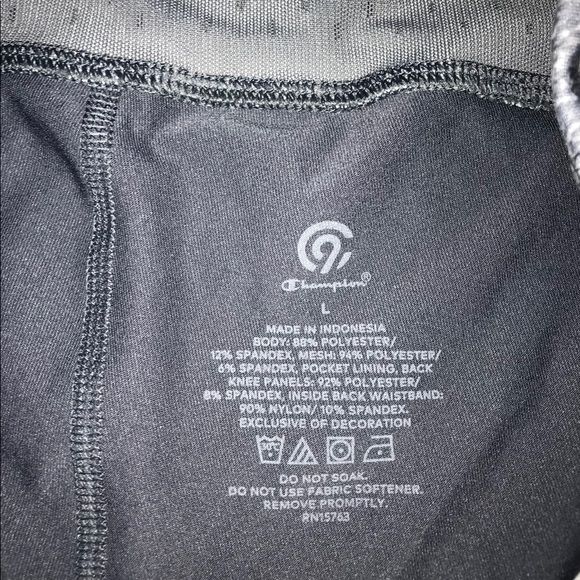 C9
Champion®
L
MADE IN INDONESIA
BODY: 88% POLYESTER/
12% SPANDEX, MESH: 94% POLYESTER/
6% SPANDEX, POCKET LINING, BACK
KNEE PANELS: 92% POLYESTER/
8% SPANDEX, INSIDE BACK WAISTBAND:
90% NYLON/ 10% SPANDEX.
EXCLUSIVE OF DECORATION
30°C
DO NOT SOAK.
DO NOT USE FABRIC SOFTENER.
REMOVE PROMPTLY.
RN15763